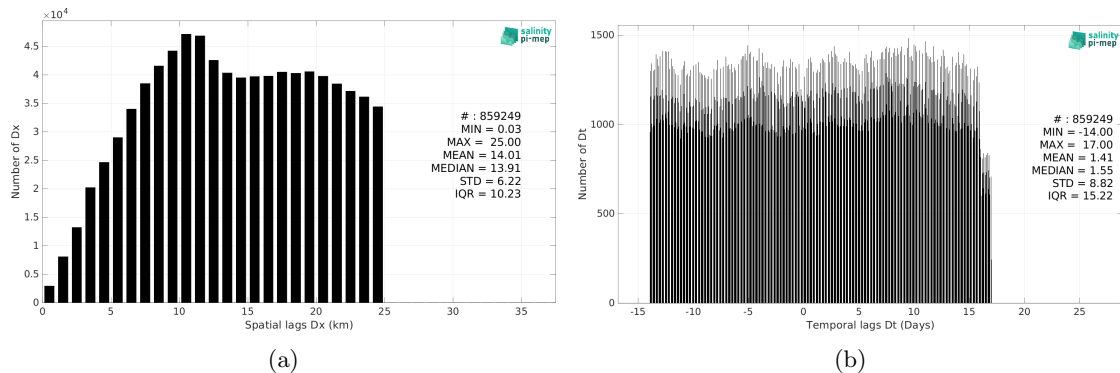 ×10⁴
4.5
4
3.5
3
2.5
2
1.5
1
0.5
0
Number of Dx
0 5 10 15 20 25 30 35
Spatial lags Dx (km)
salinity
pi-mep
# : 859249
MIN = 0.03
MAX = 25.00
MEAN = 14.01
MEDIAN = 13.91
STD = 6.22
IQR = 10.23
(a)
1500
1000
500
0
Number of Dt
-15 -10 -5 0 5 10 15 20 25
Temporal lags Dt (Days)
salinity
pi-mep
# : 859249
MIN = -14.00
MAX = 17.00
MEAN = 1.41
MEDIAN = 1.55
STD = 8.82
IQR = 15.22
(b)